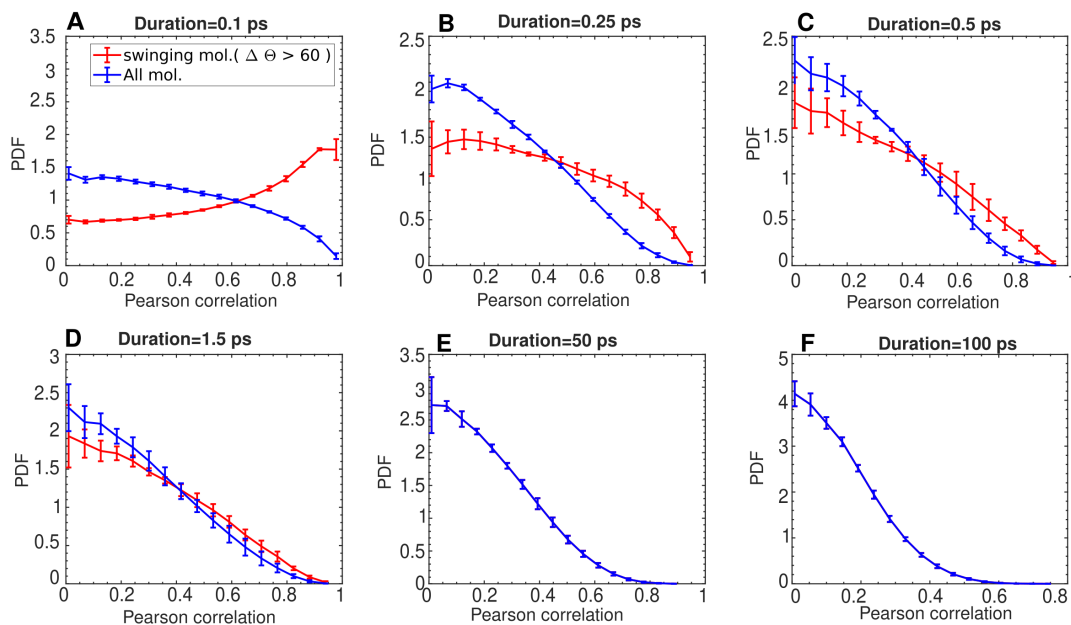 A
Duration=0.1 ps
3.5
3
2.5
2
1.5
1
0.5
0
swinging mol.( Δ Θ > 60 )
All mol.
PDF
0 0.2 0.4 0.6 0.8 1
Pearson correlation
B
Duration=0.25 ps
2.5
2
1.5
1
0.5
0
PDF
0 0.2 0.4 0.6 0.8 1
Pearson correlation
C
Duration=0.5 ps
2.5
2
1.5
1
0.5
0
PDF
0 0.2 0.4 0.6 0.8
Pearson correlation
D
Duration=1.5 ps
3
2.5
2
1.5
1
0.5
0
PDF
0 0.2 0.4 0.6 0.8 1
Pearson correlation
E
Duration=50 ps
3.5
3
2.5
2
1.5
1
0.5
0
PDF
0 0.2 0.4 0.6 0.8 1
Pearson correlation
F
Duration=100 ps
5
4
3
2
1
0
PDF
0 0.2 0.4 0.6 0.8
Pearson correlation